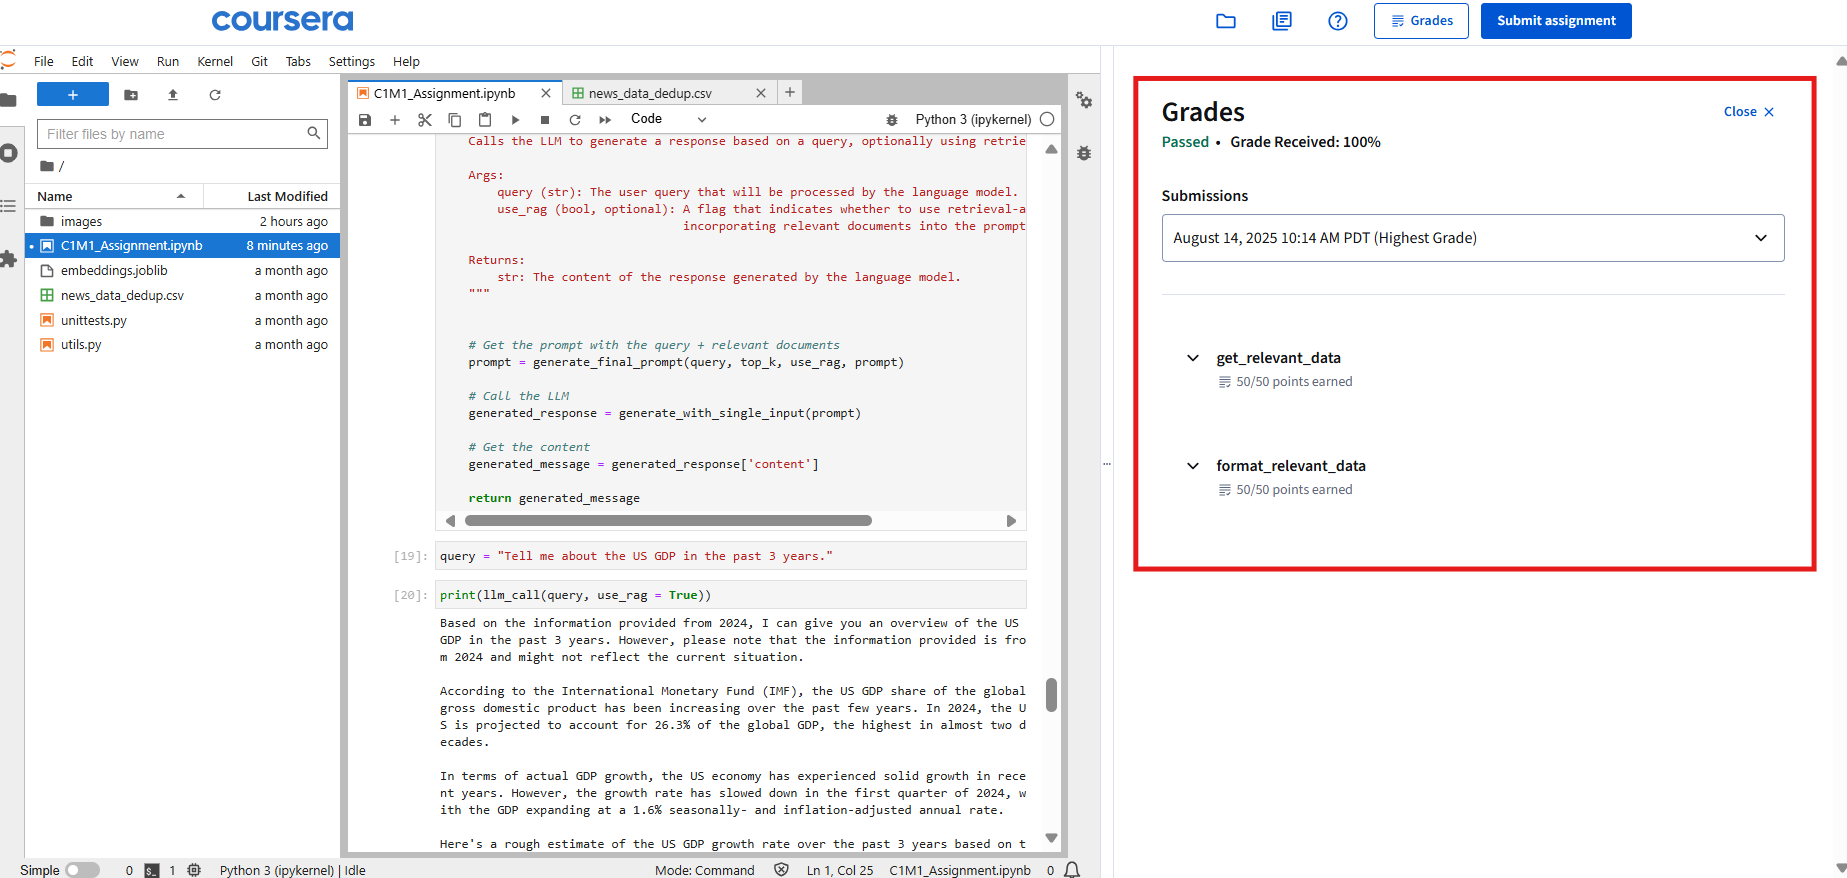 coursera
Grades
Submit assignment
File Edit View Run Kernel Git Tabs Settings Help
+
Filter files by name
/
Name Last Modified
images 2 hours ago
C1M1_Assignment.ipynb 8 minutes ago
embeddings.joblib a month ago
news_data_dedup.csv a month ago
unittests.py a month ago
utils.py a month ago
C1M1_Assignment.ipynb
news_data_dedup.csv
+
Code
Python 3 (ipykernel)
Calls the LLM to generate a response based on a query, optionally using retrie
Args:
query (str): The user query that will be processed by the language model.
use_rag (bool, optional): A flag that indicates whether to use retrieval-a
incorporating relevant documents into the prompt
Returns:
str: The content of the response generated by the language model.
"""
# Get the prompt with the query + relevant documents
prompt = generate_final_prompt(query, top_k, use_rag, prompt)
# Call the LLM
generated_response = generate_with_single_input(prompt)
# Get the content
generated_message = generated_response['content']
return generated_message
[19]: query = "Tell me about the US GDP in the past 3 years."
[20]: print(llm_call(query, use_rag = True))
Based on the information provided from 2024, I can give you an overview of the US
GDP in the past 3 years. However, please note that the information provided is fro
m 2024 and might not reflect the current situation.
According to the International Monetary Fund (IMF), the US GDP share of the global
gross domestic product has been increasing over the past few years. In 2024, the U
S is projected to account for 26.3% of the global GDP, the highest in almost two d
ecades.
In terms of actual GDP growth, the US economy has experienced solid growth in rece
nt years. However, the growth rate has slowed down in the first quarter of 2024, w
ith the GDP expanding at a 1.6% seasonally- and inflation-adjusted annual rate.
Here's a rough estimate of the US GDP growth rate over the past 3 years based on t
Grades
Close
Passed • Grade Received: 100%
Submissions
August 14, 2025 10:14 AM PDT (Highest Grade)
get_relevant_data
50/50 points earned
format_relevant_data
50/50 points earned
Simple 0 1 Python 3 (ipykernel) | Idle Mode: Command Ln 1, Col 25 C1M1_Assignment.ipynb 0